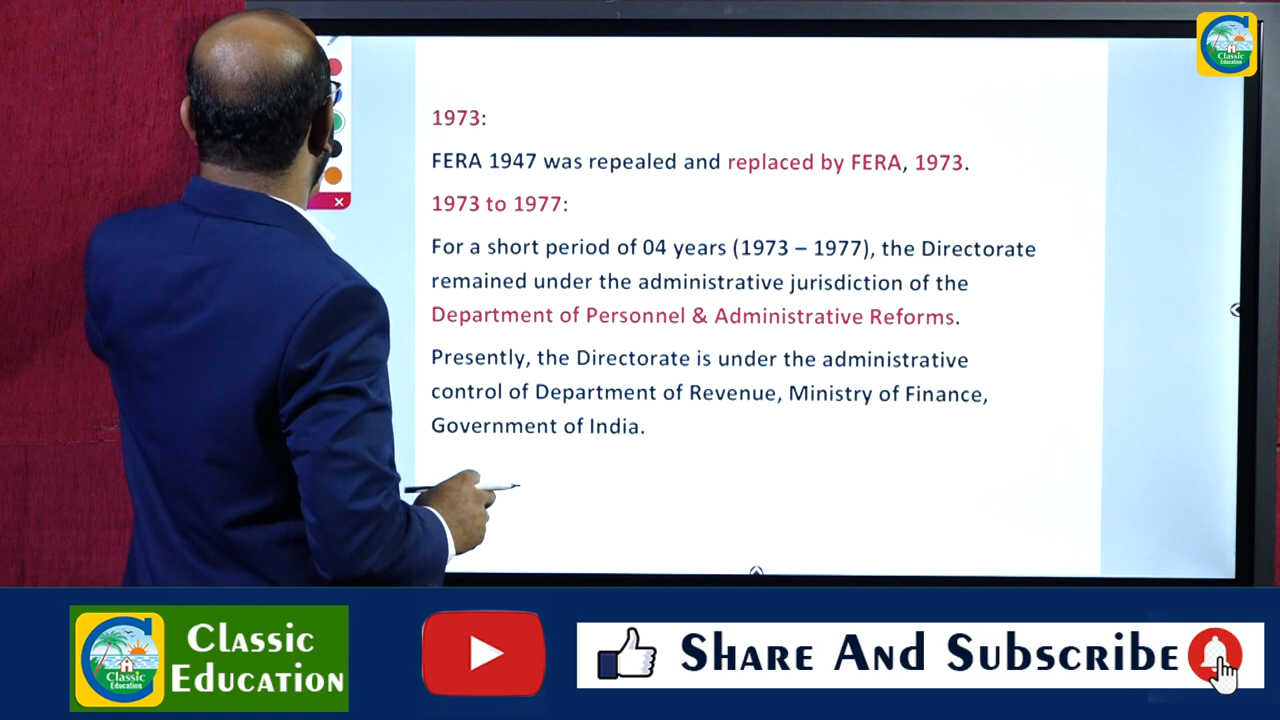 Classic
Education
1973:
FERA 1947 was repealed and replaced by FERA, 1973.
1973 to 1977:
For a short period of 04 years (1973 – 1977), the Directorate
remained under the administrative jurisdiction of the
Department of Personnel & Administrative Reforms.
Presently, the Directorate is under the administrative
control of Department of Revenue, Ministry of Finance,
Government of India.
Classic
Education
Classic
Education
Share And Subscribe